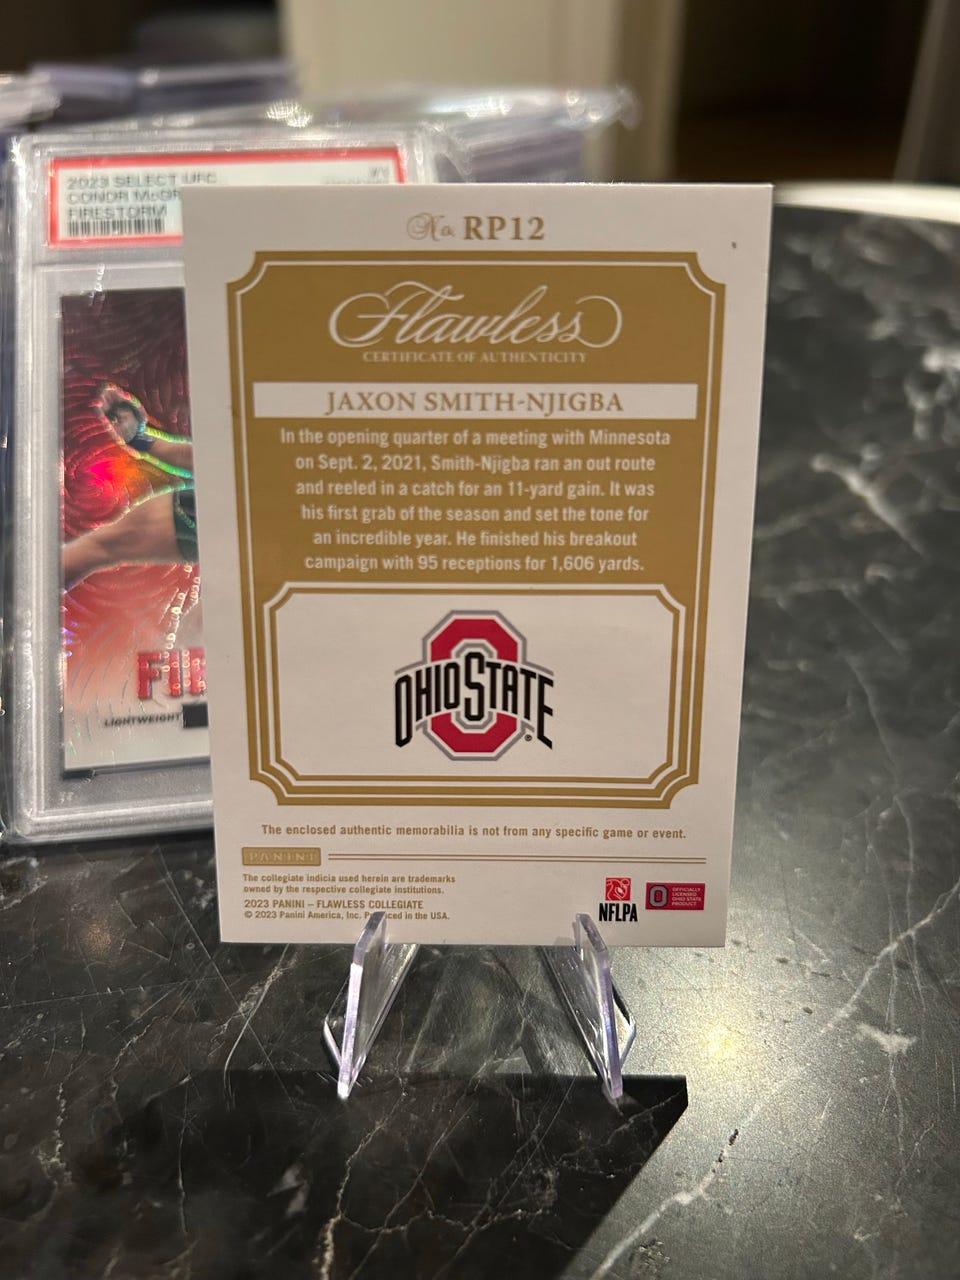 2023 SELECT UFC
FIRESTORM
LIGHTWEIGHT
No. RP12
Flawless
CERTIFICATE OF AUTHENTICITY
JAXON SMITH-NJIGBA
In the opening quarter of a meeting with Minnesota
on Sept. 2, 2021, Smith-Njigba ran an out route
and reeled in a catch for an 11-yard gain. It was
his first grab of the season and set the tone for
an incredible year. He finished his breakout
campaign with 95 receptions for 1,606 yards.
OHIO STATE
®
The enclosed authentic memorabilia is not from any specific game or event.
PANINI
The collegiate indicia used herein are trademarks
owned by the respective collegiate institutions.
2023 PANINI – FLAWLESS COLLEGIATE
© 2023 Panini America, Inc. in the USA.
NFLPA
OFFICIALLY
LICENSED
OHIO STATE
PRODUCT